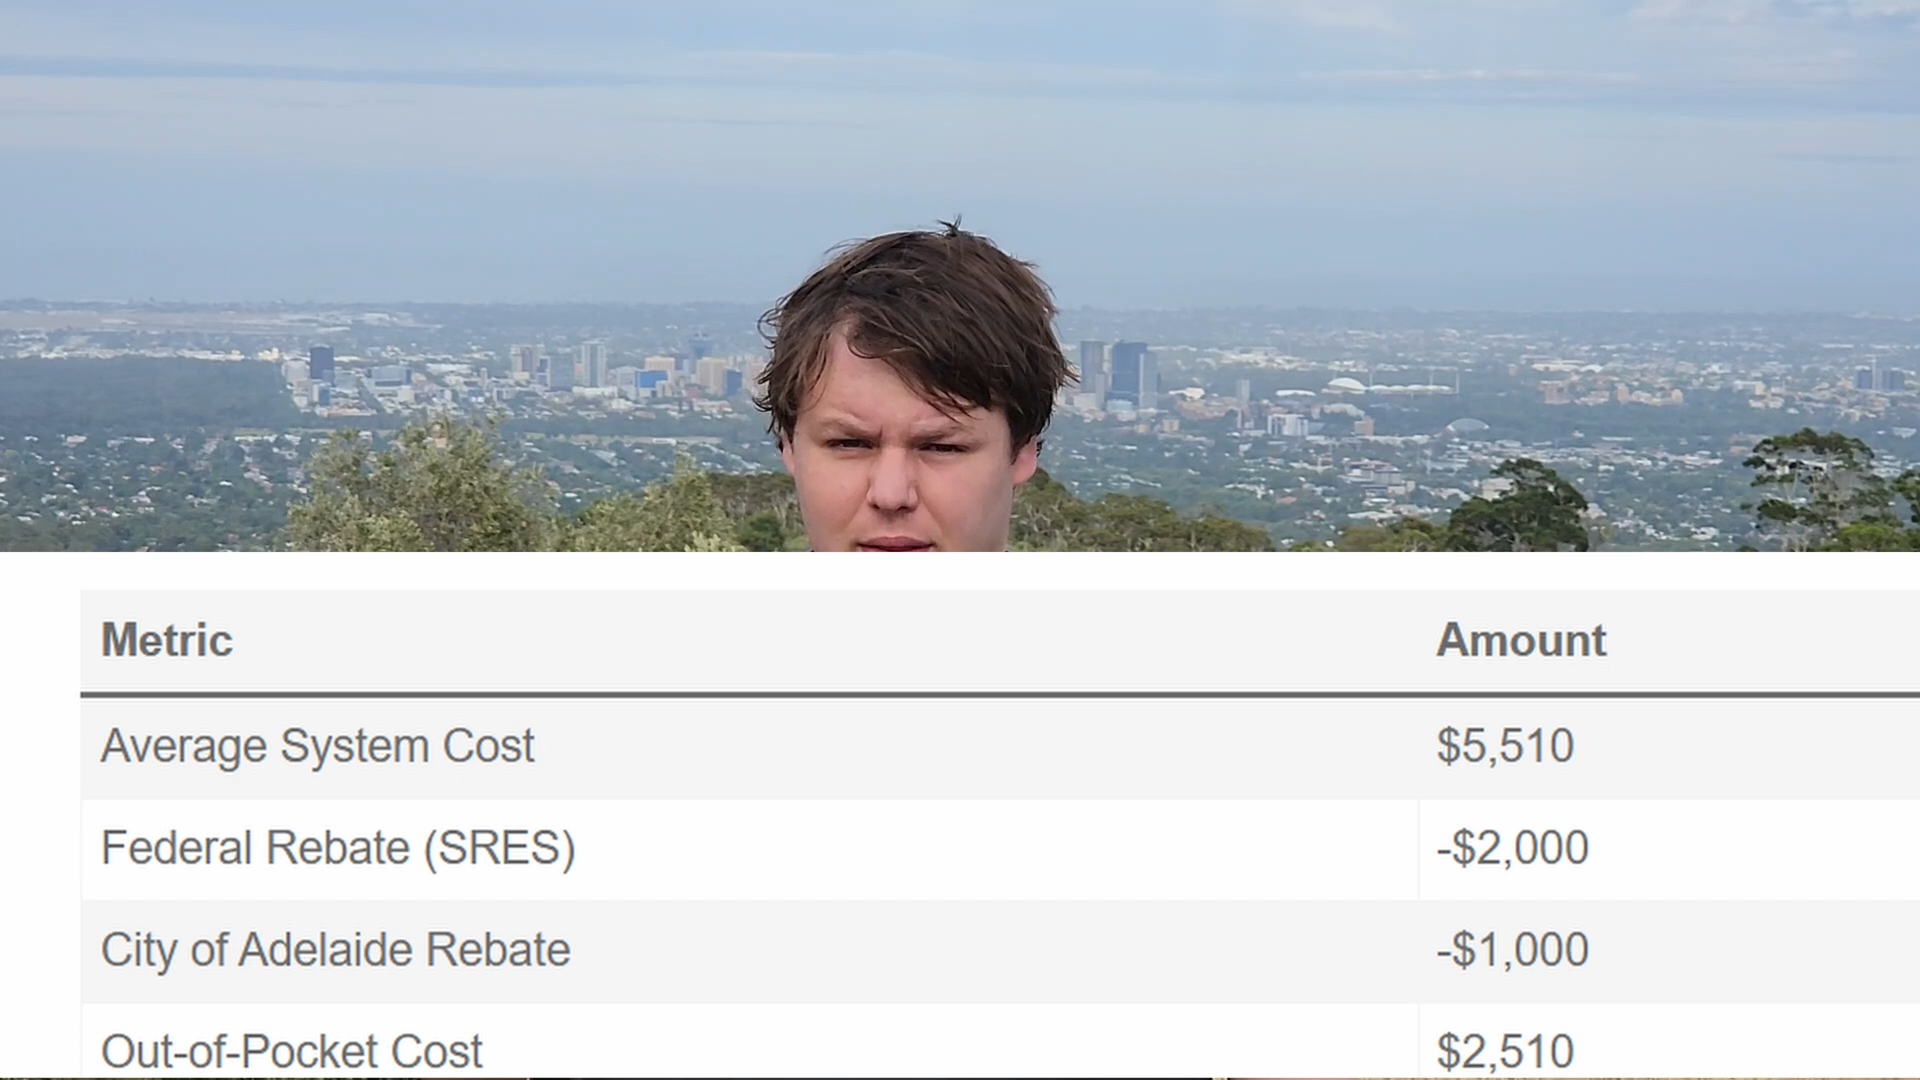 Metric Amount
Average System Cost $5,510
Federal Rebate (SRES) -$2,000
City of Adelaide Rebate -$1,000
Out-of-Pocket Cost $2,510